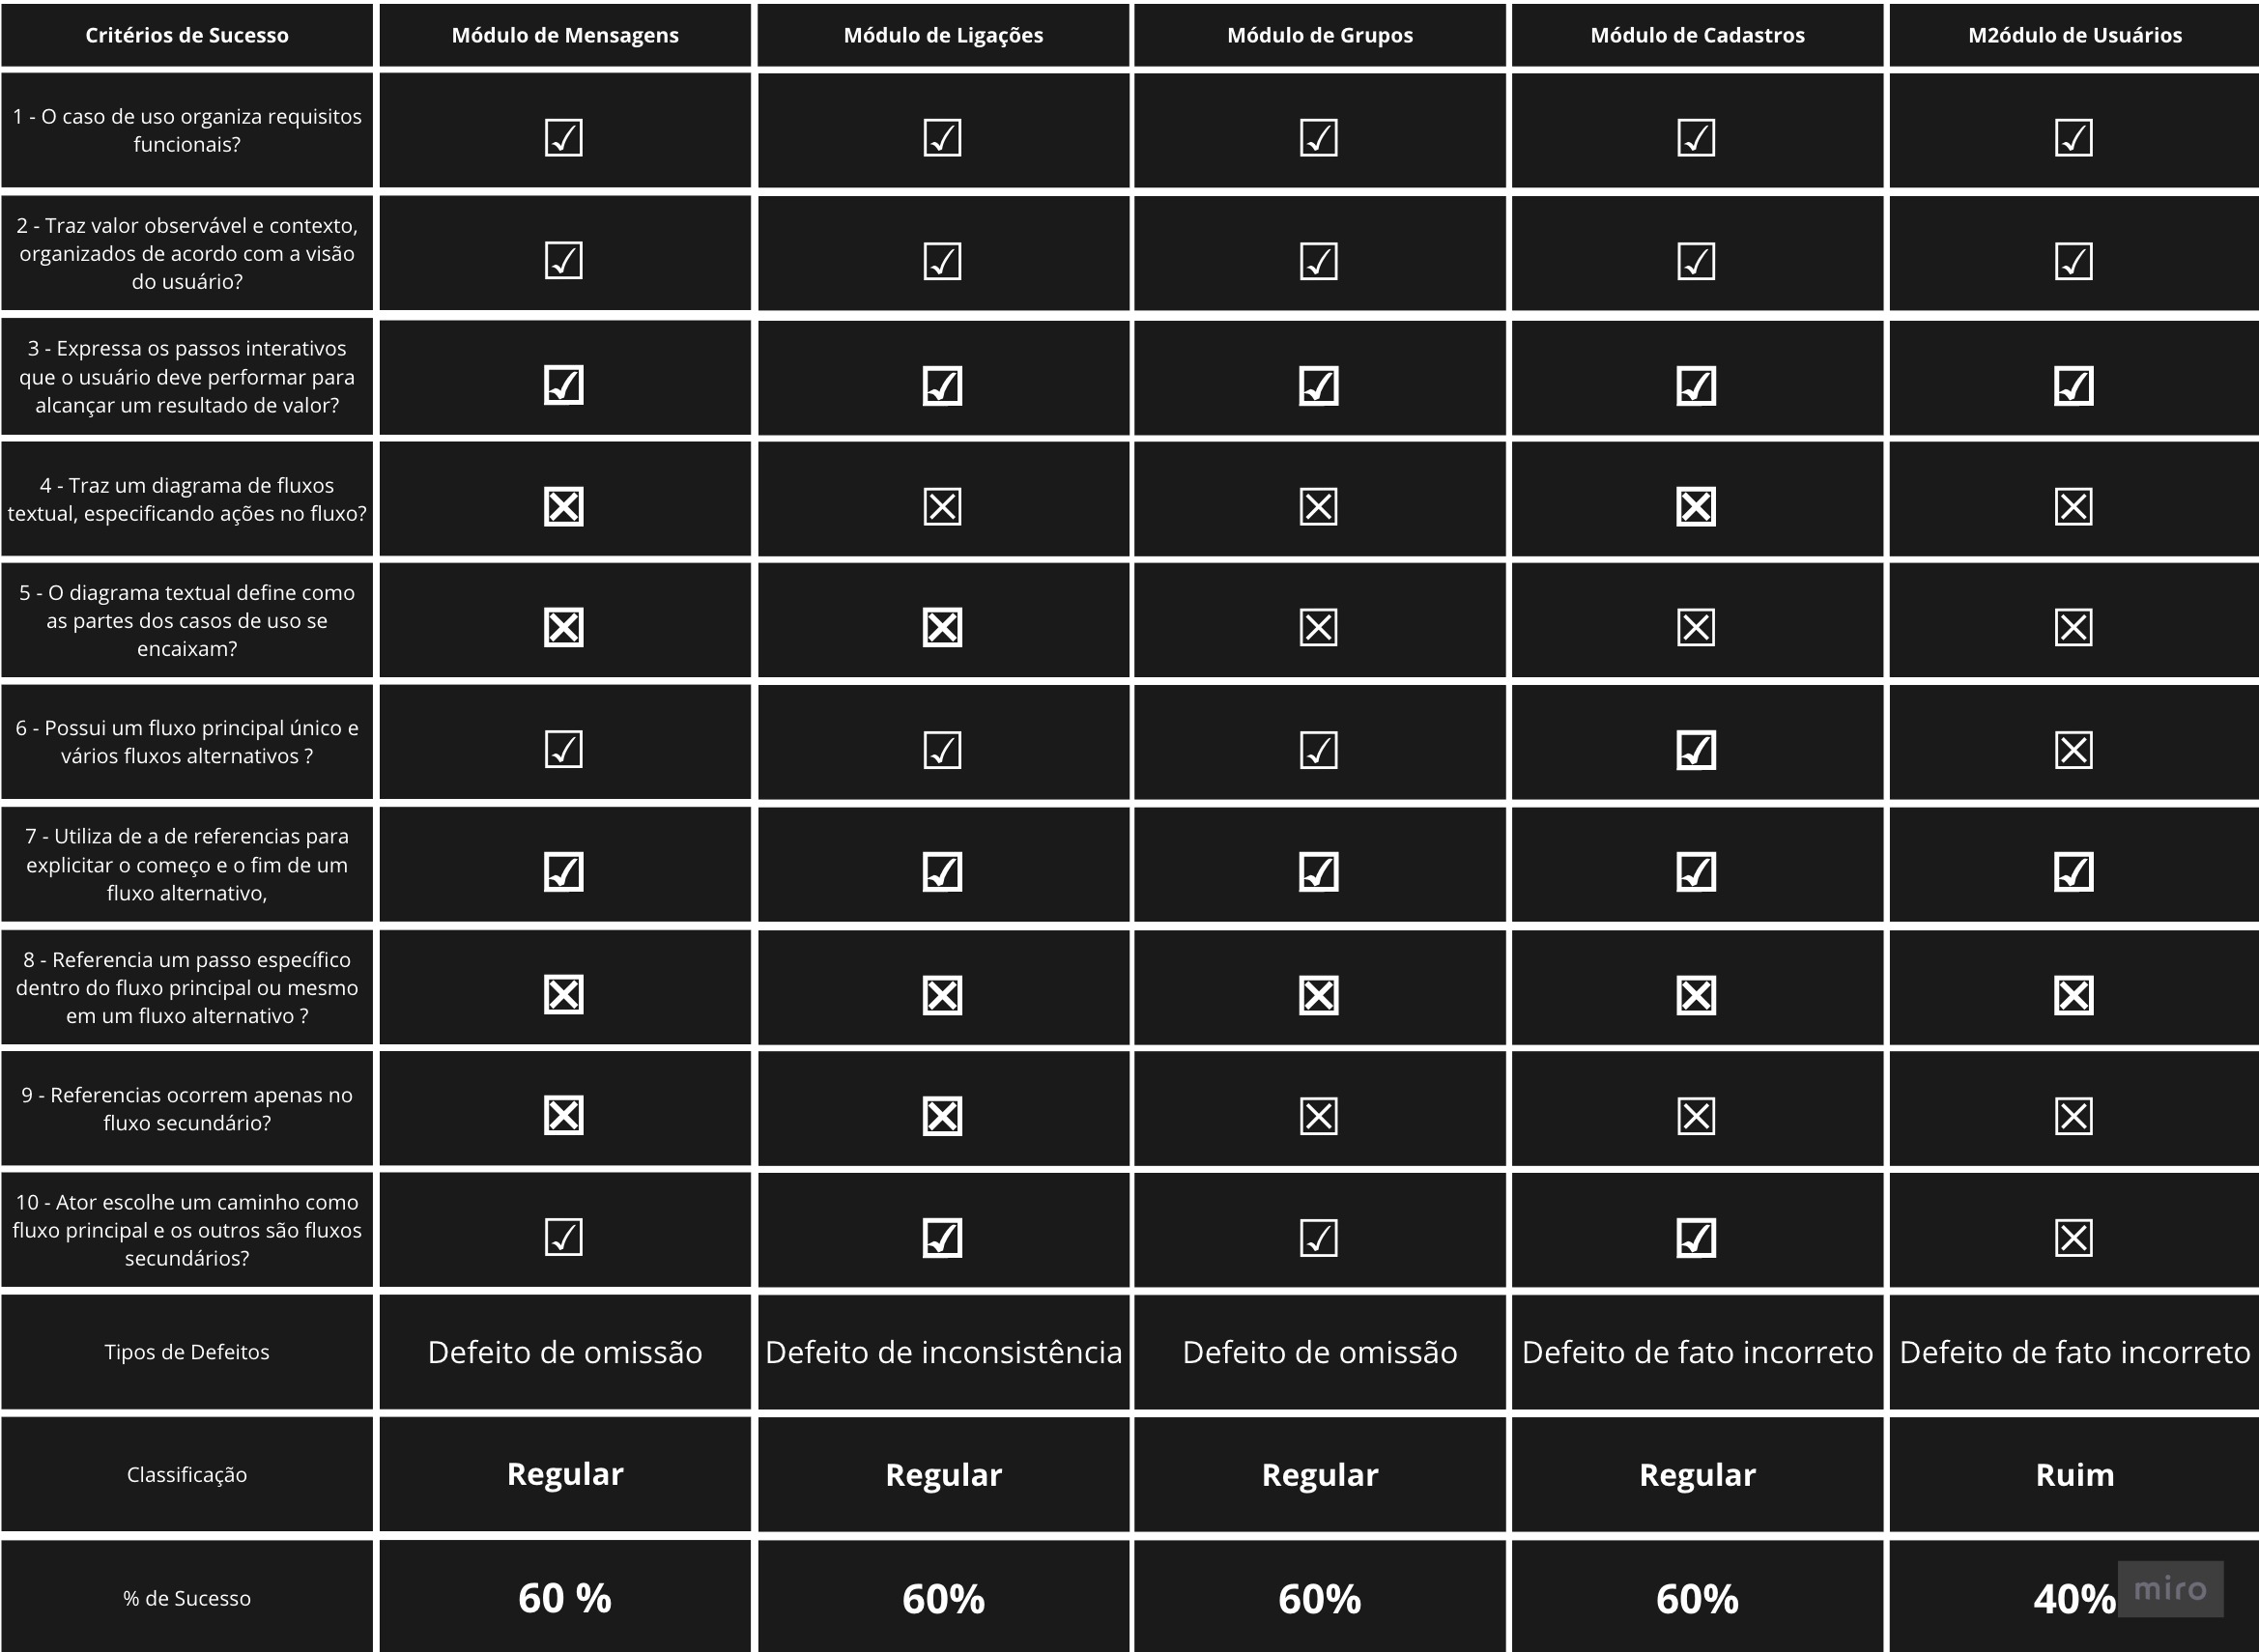 Critérios de Sucesso
Módulo de Mensagens
Módulo de Ligações
Módulo de Grupos
Módulo de Cadastros
M2ódulo de Usuários
1 - O caso de uso organiza requisitos
funcionais?
☑ ☑ ☑ ☑ ☑
2 - Traz valor observável e contexto,
organizados de acordo com a visão
do usuário?
☑ ☑ ☑ ☑ ☑
3 - Expressa os passos interativos
que o usuário deve performar para
alcançar um resultado de valor?
☑ ☑ ☑ ☑ ☑
4 - Traz um diagrama de fluxos
textual, especificando ações no fluxo?
☒ ☒ ☒ ☒ ☒
5 - O diagrama textual define como
as partes dos casos de uso se
encaixam?
☒ ☒ ☒ ☒ ☒
6 - Possui um fluxo principal único e
vários fluxos alternativos ?
☑ ☑ ☑ ☑ ☒
7 - Utiliza de a de referencias para
explicitar o começo e o fim de um
fluxo alternativo,
☑ ☑ ☑ ☑ ☑
8 - Referencia um passo específico
dentro do fluxo principal ou mesmo
em um fluxo alternativo ?
☒ ☒ ☒ ☒ ☒
9 - Referencias ocorrem apenas no
fluxo secundário?
☒ ☒ ☒ ☒ ☒
10 - Ator escolhe um caminho como
fluxo principal e os outros são fluxos
secundários?
☑ ☑ ☑ ☑ ☒
Tipos de Defeitos
Defeito de omissão
Defeito de inconsistência
Defeito de omissão
Defeito de fato incorreto
Defeito de fato incorreto
Classificação
Regular
Regular
Regular
Regular
Ruim
% de Sucesso
60 %
60%
60%
60%
40%
miro